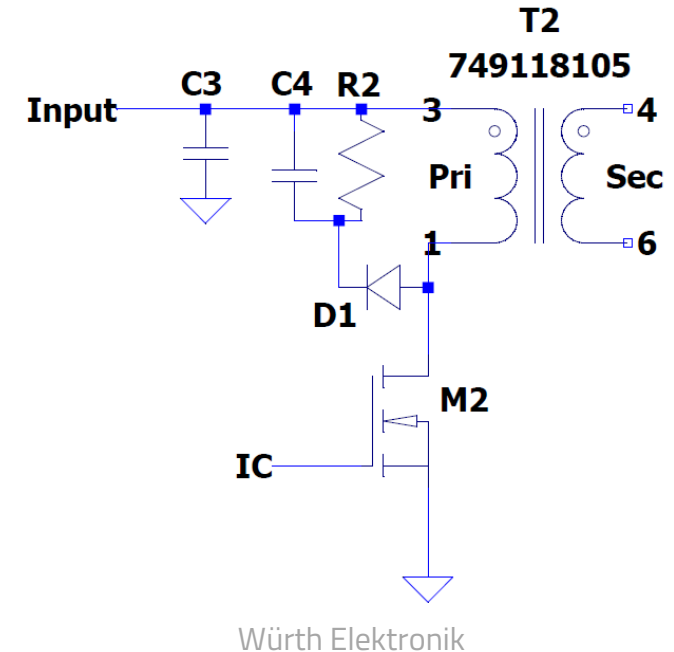 T2
749118105
C3
C4
R2
Input
3
4
Pri
Sec
1
6
D1
M2
IC
Würth Elektronik